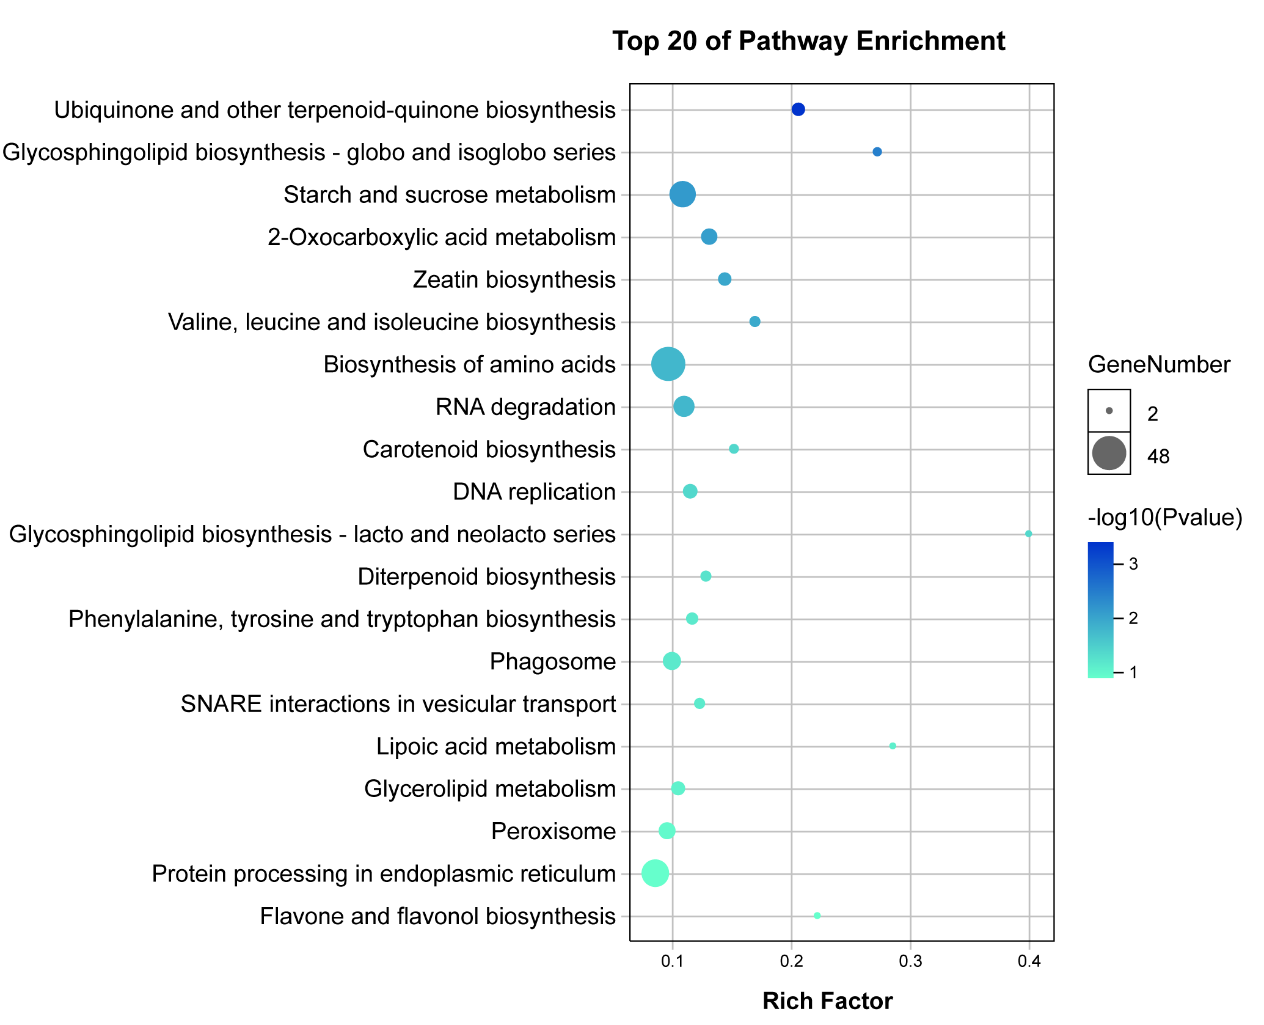 Top 20 of Pathway Enrichment
Ubiquinone and other terpenoid-quinone biosynthesis
Glycosphingolipid biosynthesis - globo and isoglobo series
Starch and sucrose metabolism
2-Oxocarboxylic acid metabolism
Zeatin biosynthesis
Valine, leucine and isoleucine biosynthesis
Biosynthesis of amino acids
RNA degradation
Carotenoid biosynthesis
DNA replication
Glycosphingolipid biosynthesis - lacto and neolacto series
Diterpenoid biosynthesis
Phenylalanine, tyrosine and tryptophan biosynthesis
Phagosome
SNARE interactions in vesicular transport
Lipoic acid metabolism
Glycerolipid metabolism
Peroxisome
Protein processing in endoplasmic reticulum
Flavone and flavonol biosynthesis
0.1 0.2 0.3 0.4
Rich Factor
GeneNumber
2
48
-log10(Pvalue)
3
2
1